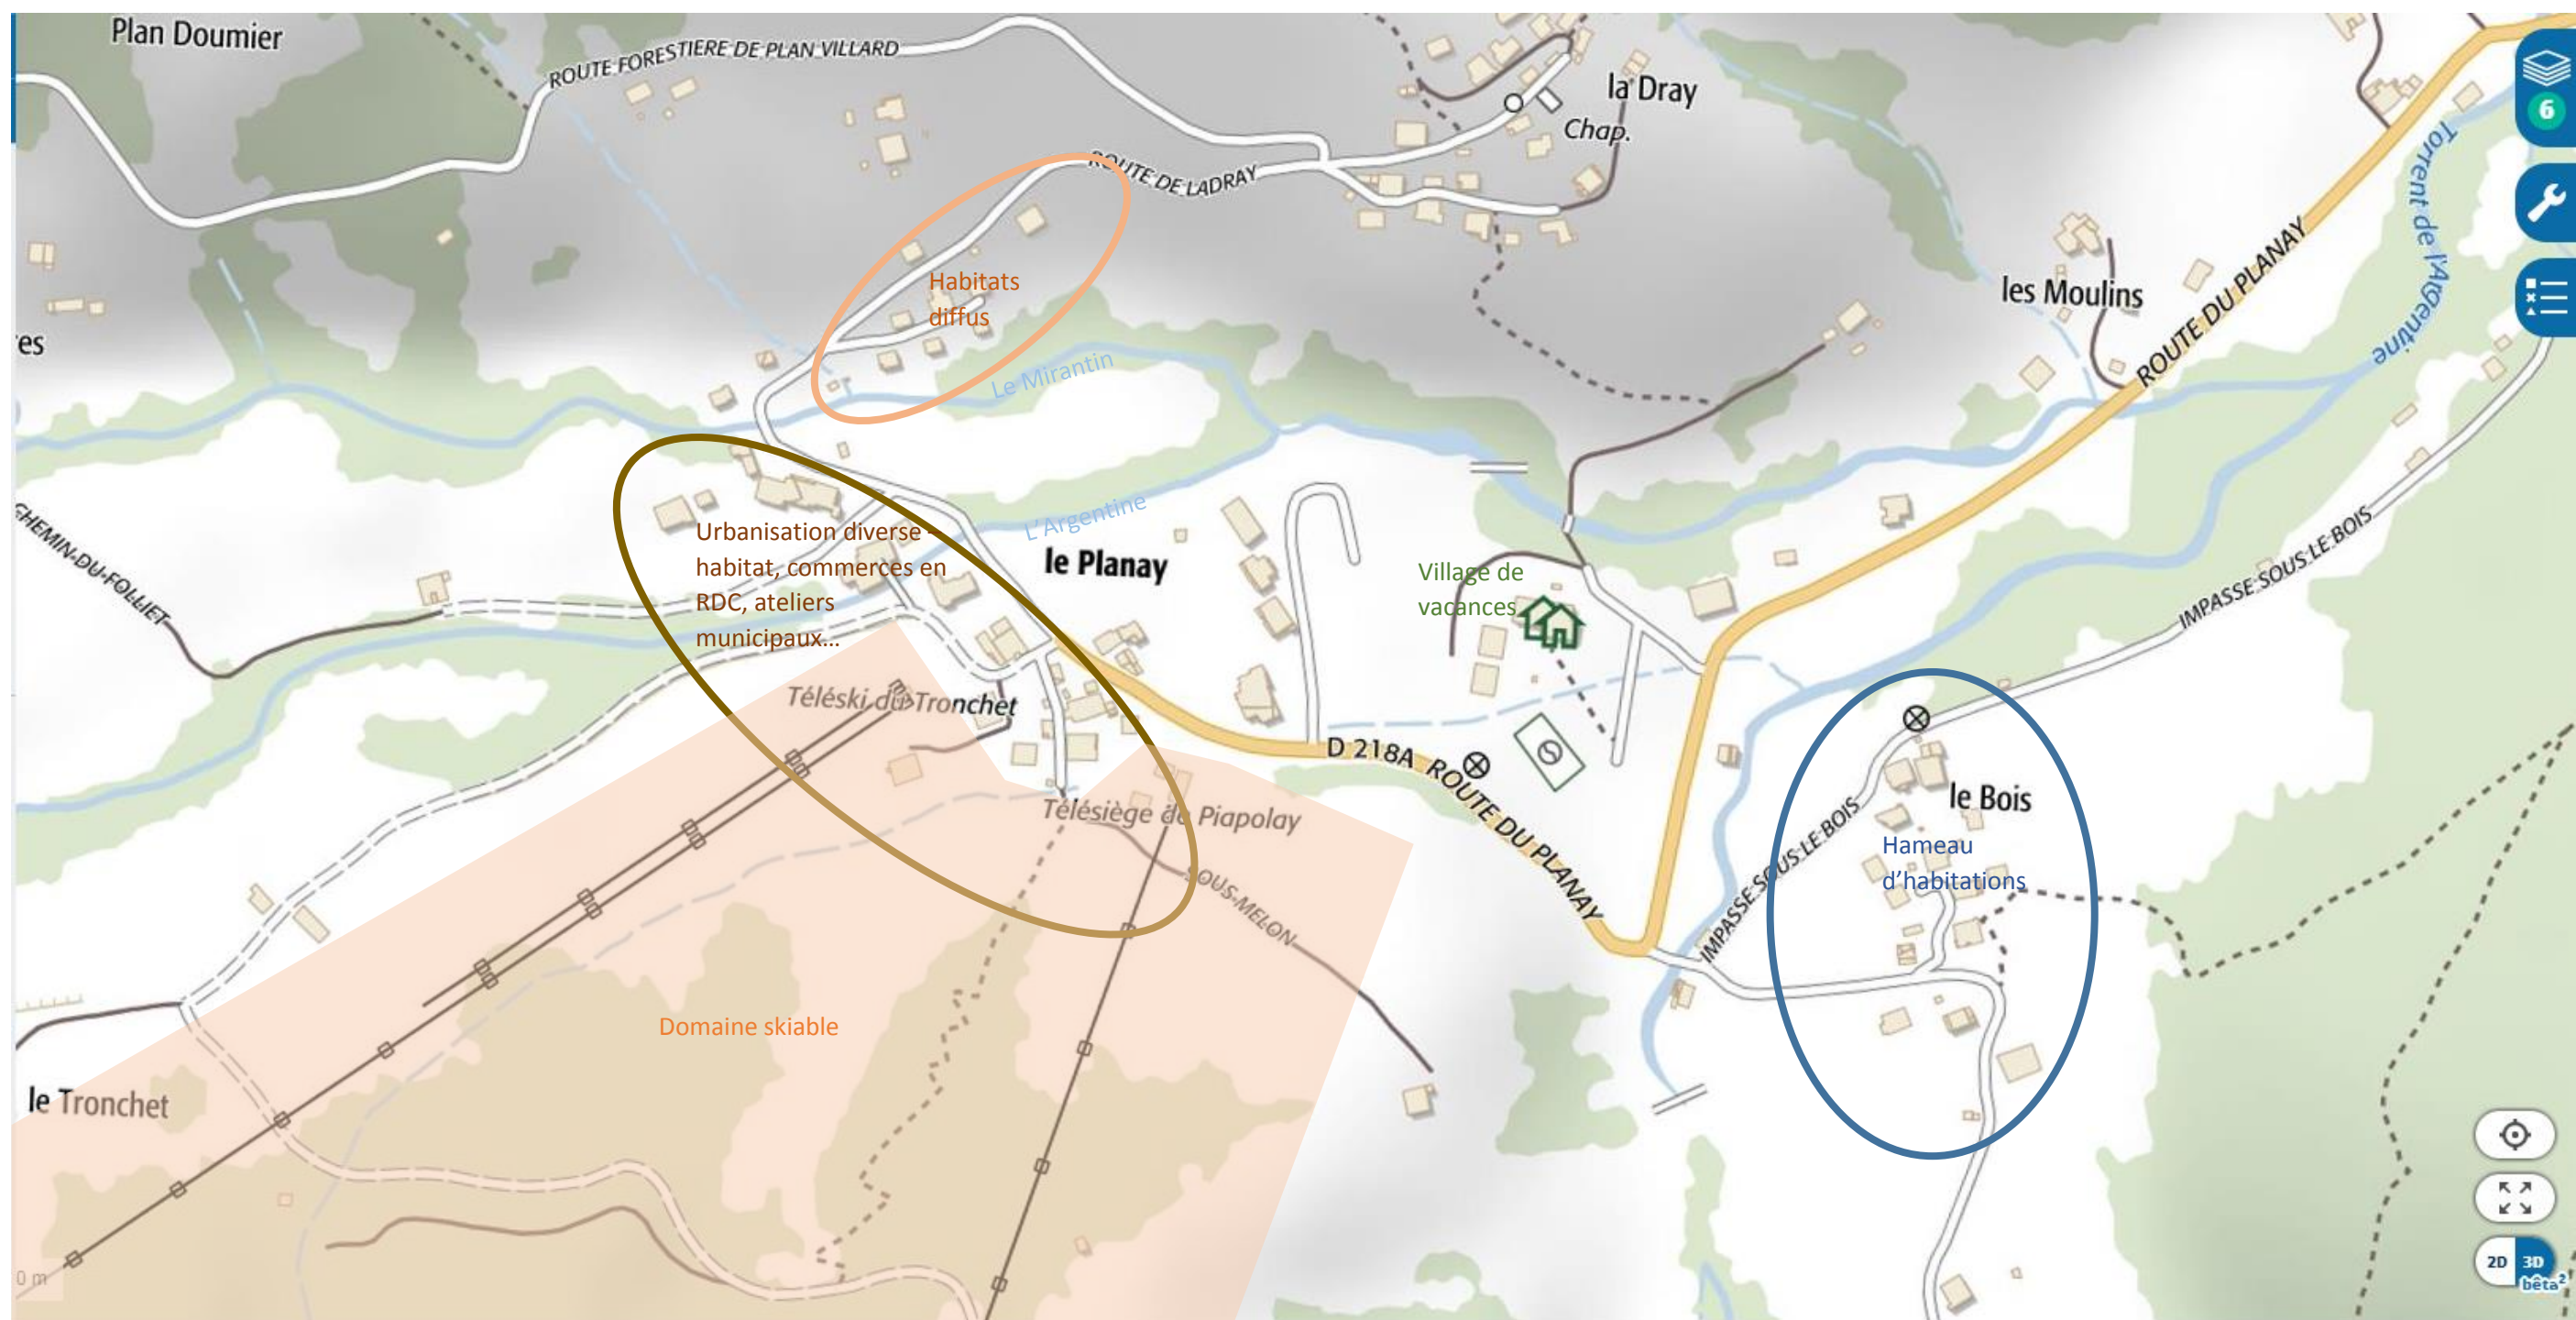 Plan Doumier
ROUTE FORESTIERE DE PLAN VILLARD
la Dray
Chap.
6
Torrent de l'Argentine
ROUTE DE LADRAY
Habitats
diffus
les Moulins
ROUTE DU PLANAY
es
Le Mirantin
CHEMIN-DU-FOLLIET
Urbanisation diverse -
habitat, commerces en
RDC, ateliers
municipaux...
L'Argentine
le Planay
Village de
vacances
IMPASSE SOUS LE BOIS
Téléski du Tronchet
D 218A ROUTE DU PLANAY
Télésiège de Piapolay
SOUS-MELON
le Bois
Hameau
d'habitations
IMPASSE SOUS LE BOIS
Domaine skiable
le Tronchet
0 m
2D 3D
bêta²